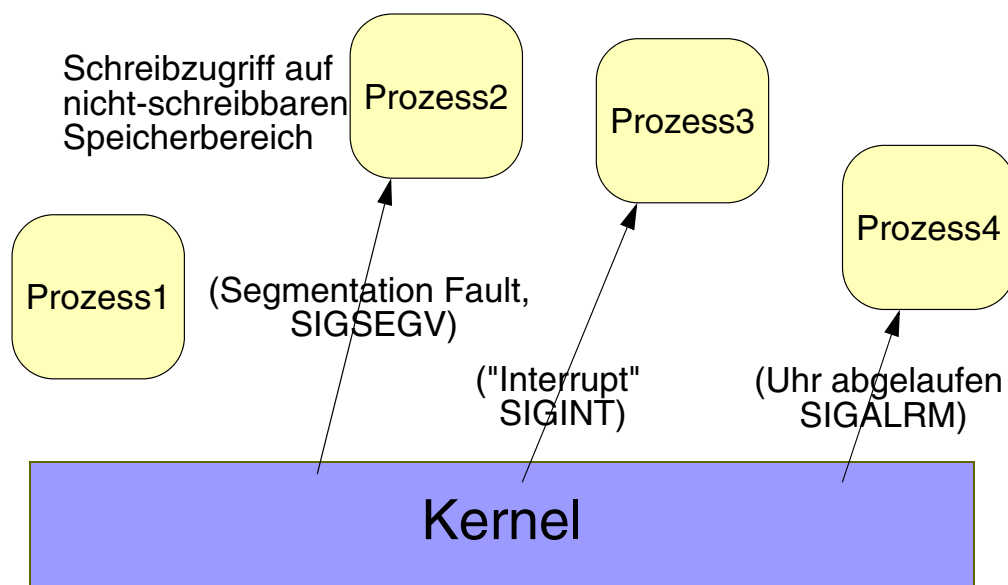 Schreibzugriff auf
nicht-schreibbaren
Speicherbereich
Prozess2
Prozess3
Prozess4
Prozess1
(Segmentation Fault,
SIGSEGV)
("Interrupt"
SIGINT)
(Uhr abgelaufen
SIGALRM)
Kernel